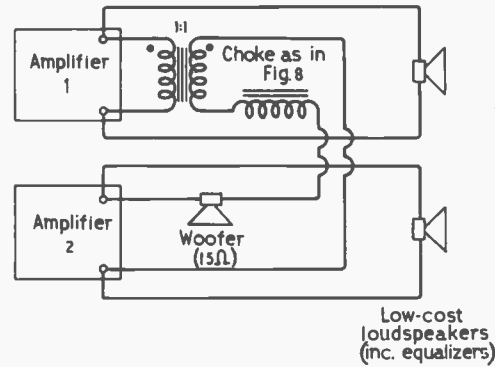 1:1
Amplifier
1
Choke as in
Fig.8
Amplifier
2
Woofer
(15Ω)
Low-cost
loudspeakers
(inc. equalizers)